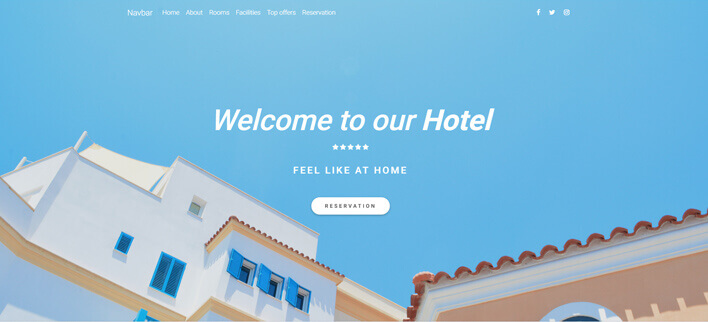 Navbar Home About Rooms Facilities Top offers Reservation
Welcome to our Hotel
FEEL LIKE AT HOME
RESERVATION